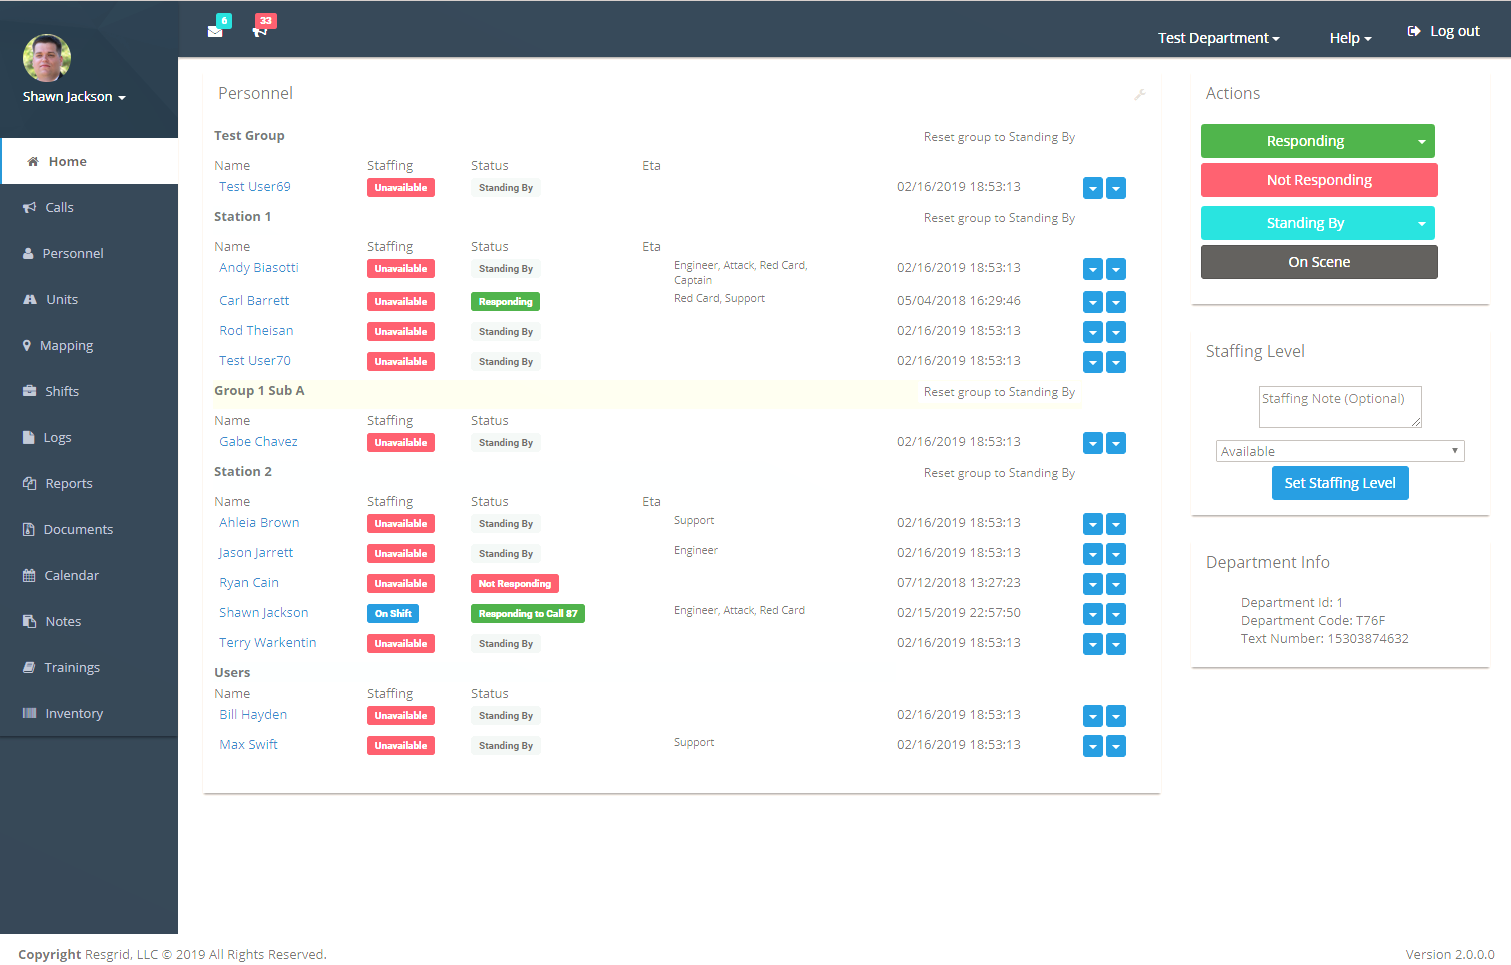 6
33
Test Department
Help
Log out
Shawn Jackson
Home
Calls
Personnel
Units
Mapping
Shifts
Logs
Reports
Documents
Calendar
Notes
Trainings
Inventory
Personnel
Test Group Reset group to Standing By
Name Staffing Status Eta
Test User69 Unavailable Standing By 02/16/2019 18:53:13
Station 1 Reset group to Standing By
Name Staffing Status Eta
Andy Biasotti Unavailable Standing By Engineer, Attack, Red Card, 02/16/2019 18:53:13
Captain
Carl Barrett Unavailable Responding Red Card, Support 05/04/2018 16:29:46
Rod Theisan Unavailable Standing By 02/16/2019 18:53:13
Test User70 Unavailable Standing By 02/16/2019 18:53:13
Group 1 Sub A Reset group to Standing By
Name Staffing Status
Gabe Chavez Unavailable Standing By 02/16/2019 18:53:13
Station 2 Reset group to Standing By
Name Staffing Status Eta
Ahleia Brown Unavailable Standing By Support 02/16/2019 18:53:13
Jason Jarrett Unavailable Standing By Engineer 02/16/2019 18:53:13
Ryan Cain Unavailable Not Responding 07/12/2018 13:27:23
Shawn Jackson On Shift Responding to Call 87 Engineer, Attack, Red Card 02/15/2019 22:57:50
Terry Warkentin Unavailable Standing By 02/16/2019 18:53:13
Users
Name Staffing Status
Bill Hayden Unavailable Standing By 02/16/2019 18:53:13
Max Swift Unavailable Standing By Support 02/16/2019 18:53:13
Actions
Responding
Not Responding
Standing By
On Scene
Staffing Level
Staffing Note (Optional)
Available
Set Staffing Level
Department Info
Department Id: 1
Department Code: T76F
Text Number: 15303874632
Copyright Resgrid, LLC © 2019 All Rights Reserved.
Version 2.0.0.0